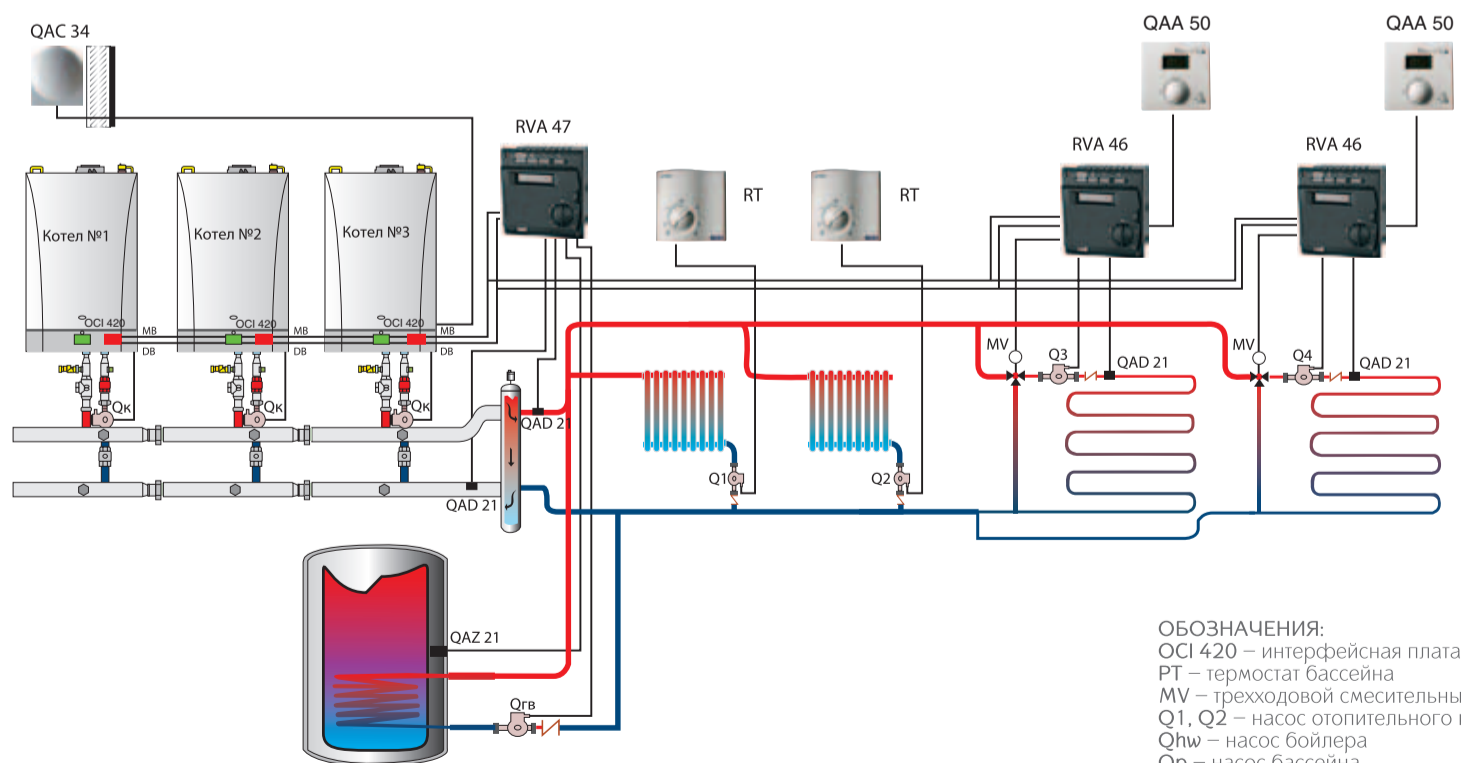 QAC 34
QAA 50
QAA 50
RVA 47
RVA 46
RVA 46
RT
RT
Котел №1
Котел №2
Котел №3
OCI 420
OCI 420
OCI 420
MB
MB
MB
DB
DB
DB
MV
Q3
QAD 21
MV
Q4
QAD 21
Qк
Qк
Qк
QAD 21
Q1
Q2
QAD 21
QAZ 21
Qгв
ОБОЗНАЧЕНИЯ:
OCI 420 – интерфейсная плата
PT – термостат бассейна
MV – трехходовой смесительны
Q1, Q2 – насос отопительного
Qhw – насос бойлера
Qp – насос бассейна